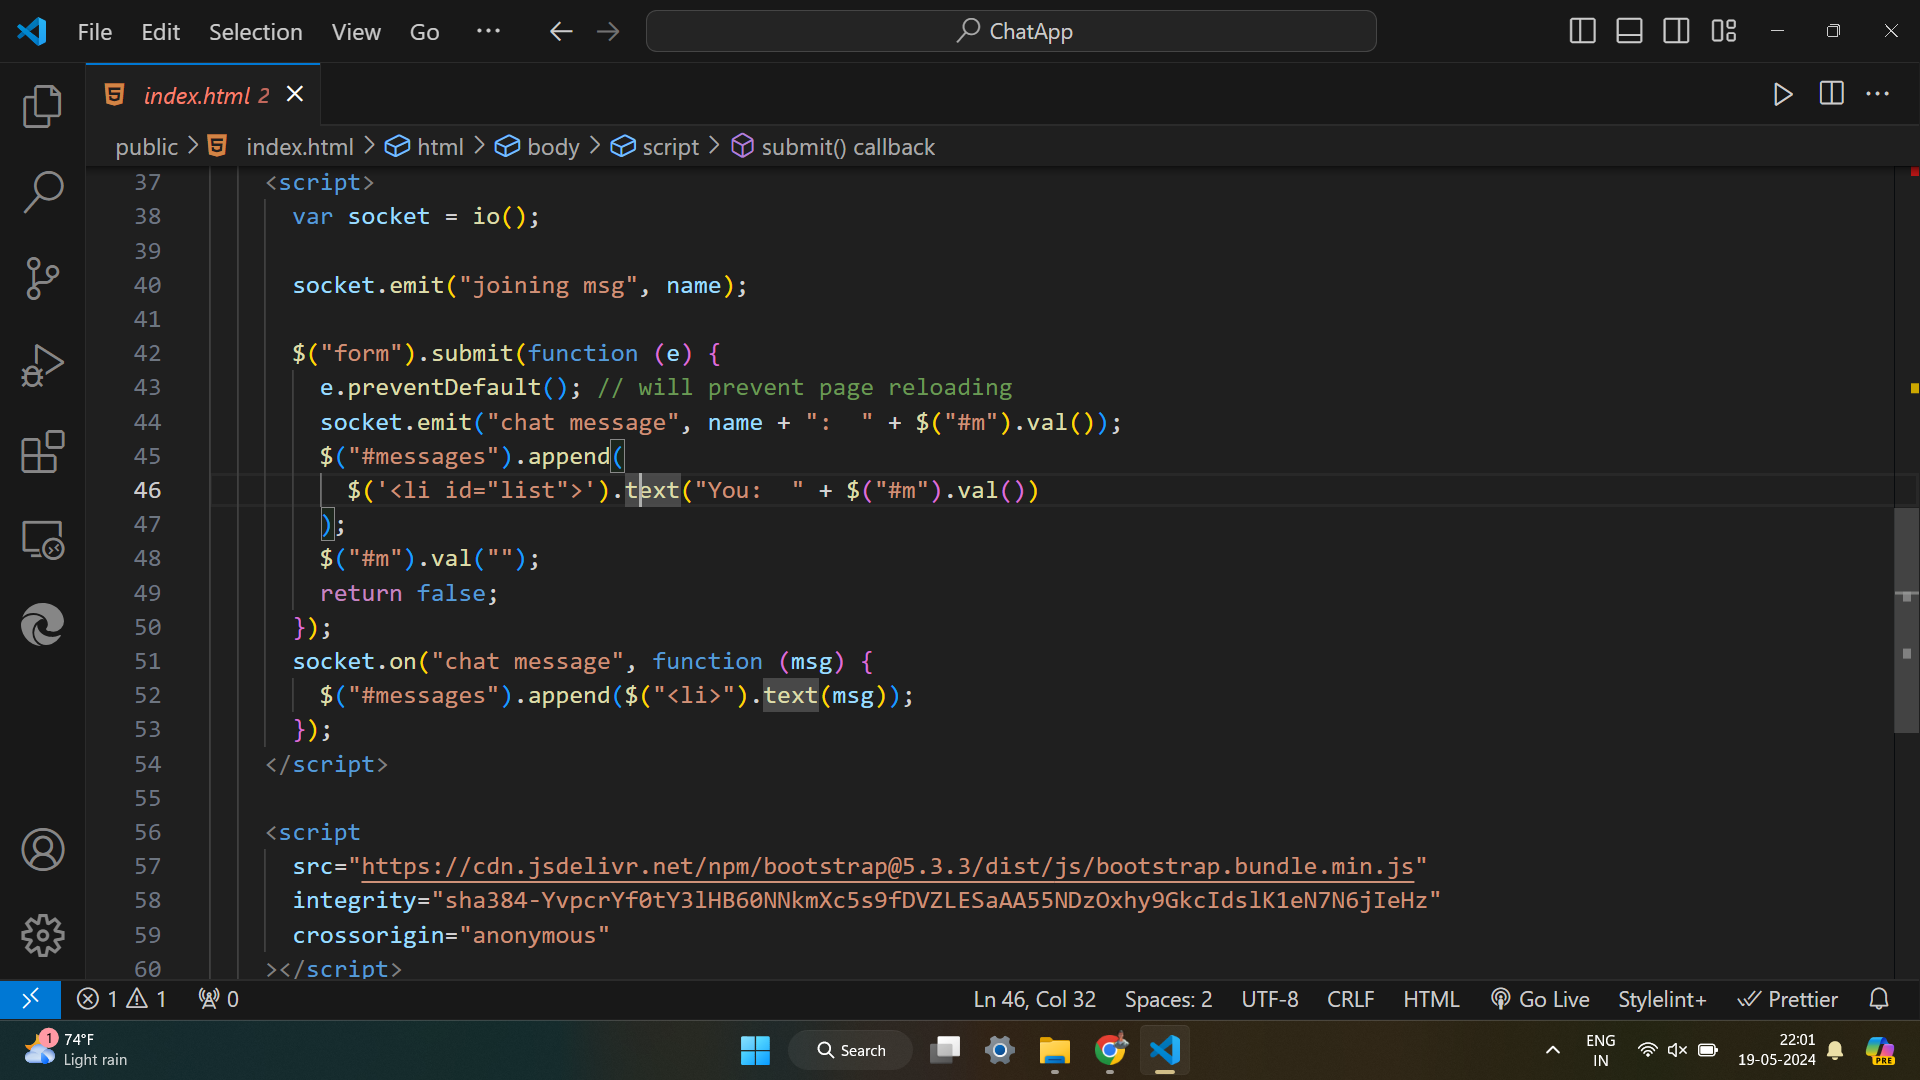 File Edit Selection View Go ··· ChatApp
index.html 2
public > index.html > html > body > script > submit() callback
37 <script>
38 var socket = io();
39
40 socket.emit("joining msg", name);
41
42 $("form").submit(function (e) {
43 e.preventDefault(); // will prevent page reloading
44 socket.emit("chat message", name + ":  " + $("#m").val());
45 $("#messages").append(
46 $('<li id="list">').text("You:  " + $("#m").val())
47 );
48 $("#m").val("");
49 return false;
50 });
51 socket.on("chat message", function (msg) {
52 $("#messages").append($("<li>").text(msg));
53 });
54 </script>
55
56 <script
57 src="https://cdn.jsdelivr.net/npm/bootstrap@5.3.3/dist/js/bootstrap.bundle.min.js"
58 integrity="sha384-YvpcrYf0tY3lHB60NNkmXc5s9fDVZLESaAA55NDzOxhy9GkcIdslK1eN7N6jIeHz"
59 crossorigin="anonymous"
60 ></script>
1 1 0 Ln 46, Col 32 Spaces: 2 UTF-8 CRLF HTML Go Live Stylelint+ Prettier
1 74°F
Light rain
Search
ENG
IN
22:01
19-05-2024
PRE